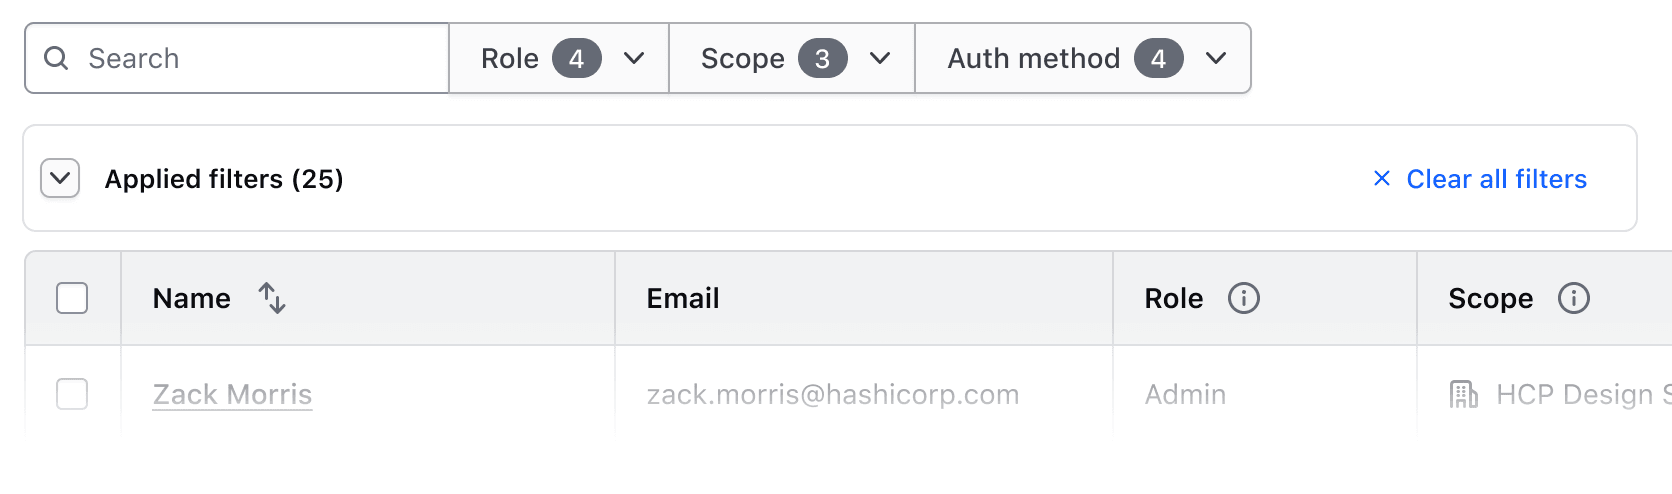 Search Role 4 Scope 3 Auth method 4
Applied filters (25) Clear all filters
Name Email Role Scope
Zack Morris zack.morris@hashicorp.com Admin HCP Design